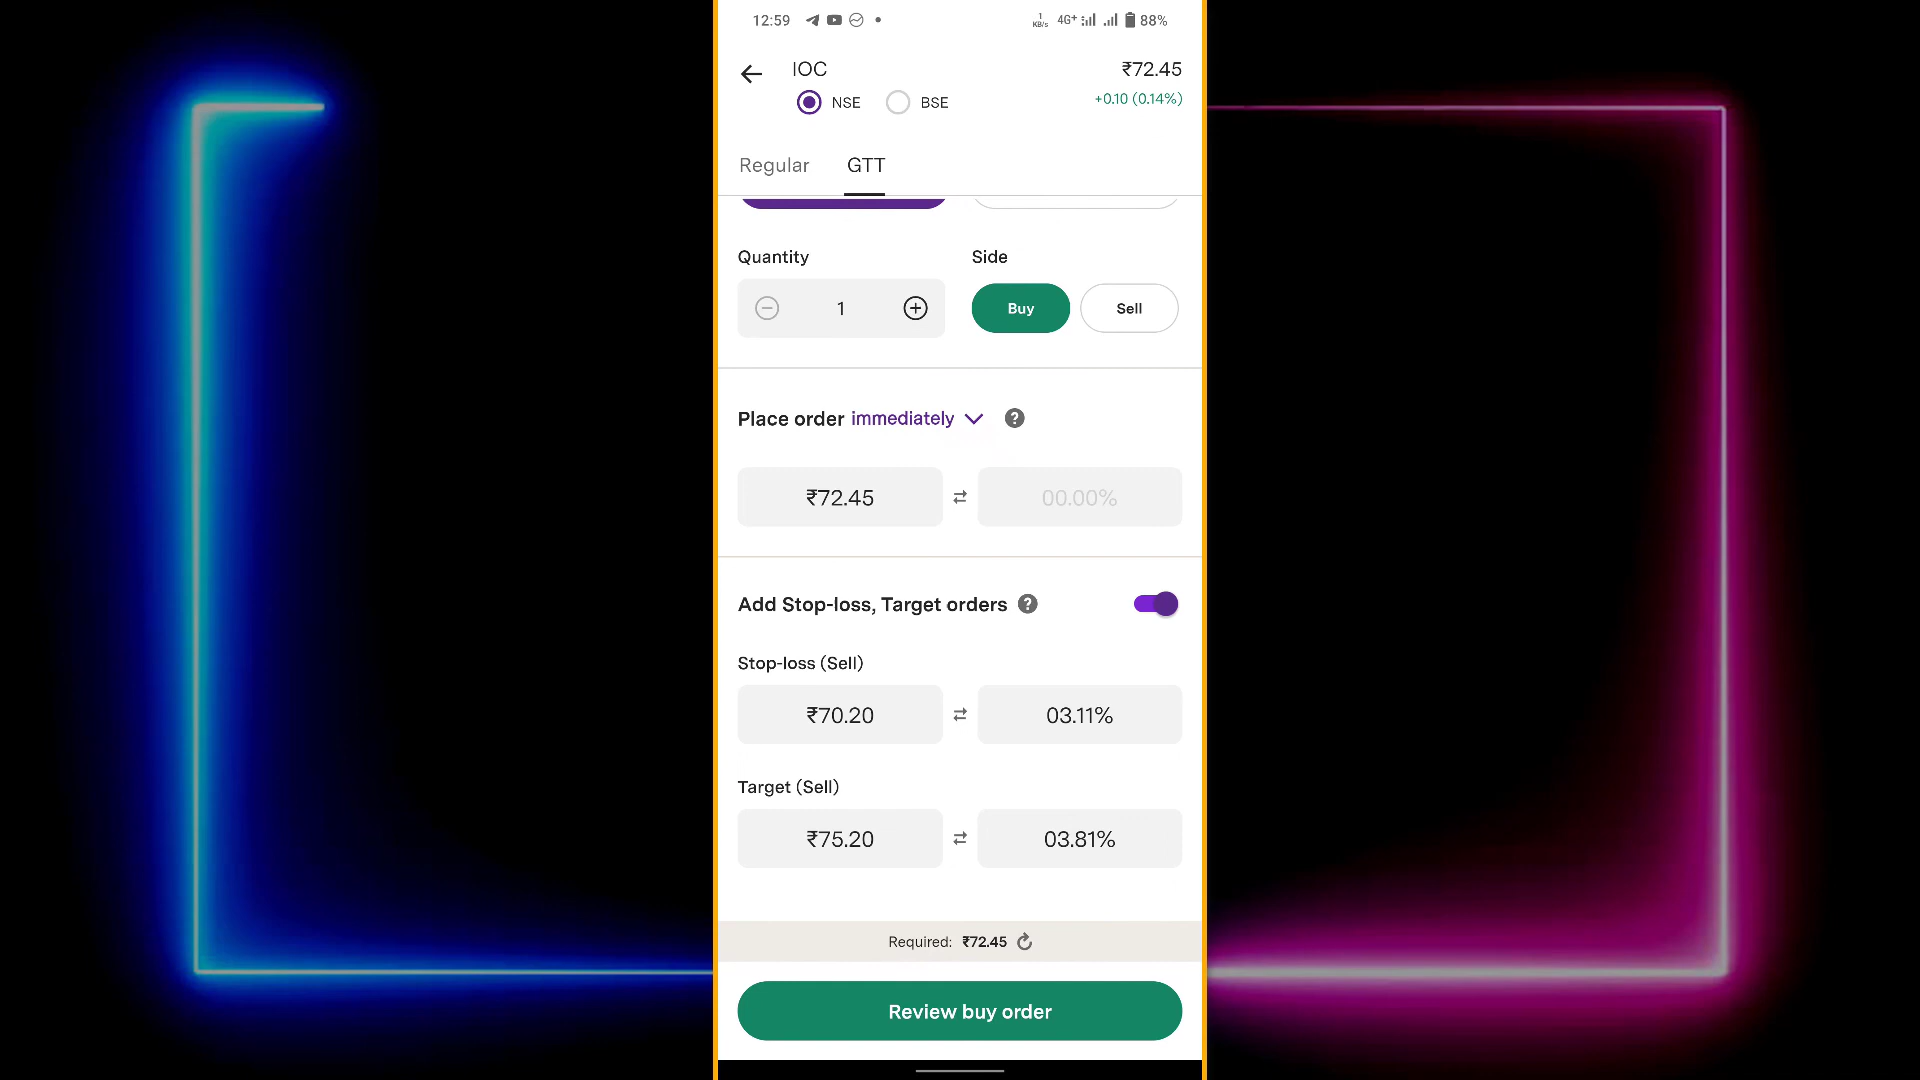 12:59 1 KB/s 4G+ 88%
IOC ₹72.45
NSE BSE +0.10 (0.14%)
Regular GTT
Quantity Side
1 Buy Sell
Place order immediately ?
₹72.45 00.00%
Add Stop-loss, Target orders ?
Stop-loss (Sell)
₹70.20 03.11%
Target (Sell)
₹75.20 03.81%
Required: ₹72.45
Review buy order